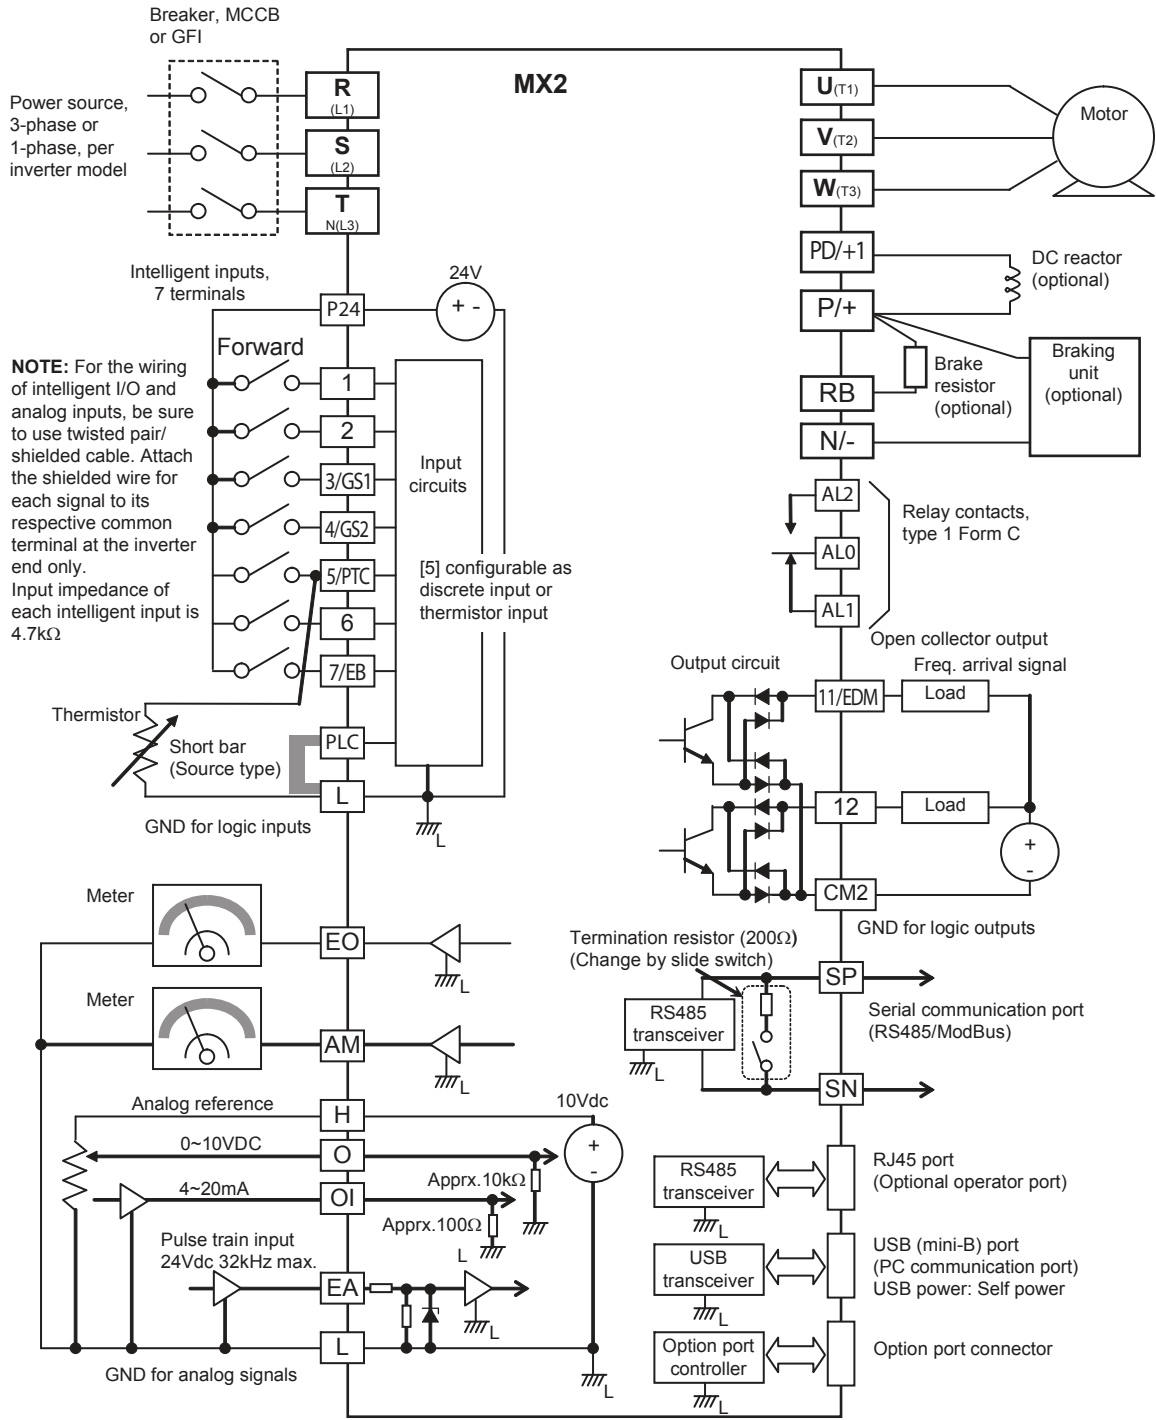 Breaker, MCCB
or GFI
MX2
Power source,
3-phase or
1-phase, per
inverter model
R
(L1)
S
(L2)
T
N(L3)
U(T1)
V(T2)
W(T3)
Motor
PD/+1
P/+
DC reactor
(optional)
Brake
resistor
(optional)
Braking
unit
(optional)
RB
N/-
Intelligent inputs,
7 terminals
24V
+ -
P24
Forward
NOTE: For the wiring
of intelligent I/O and
analog inputs, be sure
to use twisted pair/
shielded cable. Attach
the shielded wire for
each signal to its
respective common
terminal at the inverter
end only.
Input impedance of
each intelligent input is
4.7kΩ
1
2
3/GS1
4/GS2
5/PTC
6
7/EB
Input
circuits
[5] configurable as
discrete input or
thermistor input
AL2
AL0
AL1
Relay contacts,
type 1 Form C
Thermistor
Short bar
(Source type)
PLC
L
GND for logic inputs
L
Open collector output
Output circuit
Freq. arrival signal
11/EDM
Load
12
Load
+
-
CM2
GND for logic outputs
Meter
EO
L
Meter
AM
L
Termination resistor (200Ω)
(Change by slide switch)
SP
RS485
transceiver
L
Serial communication port
(RS485/ModBus)
SN
Analog reference
H
10Vdc
0~10VDC
O
+
-
4~20mA
OI
Apprx.10kΩ
Apprx.100Ω
L
Pulse train input
24Vdc 32kHz max.
EA
L
L
GND for analog signals
L
RS485
transceiver
L
RJ45 port
(Optional operator port)
USB
transceiver
L
USB (mini-B) port
(PC communication port)
USB power: Self power
Option port
controller
L
Option port connector